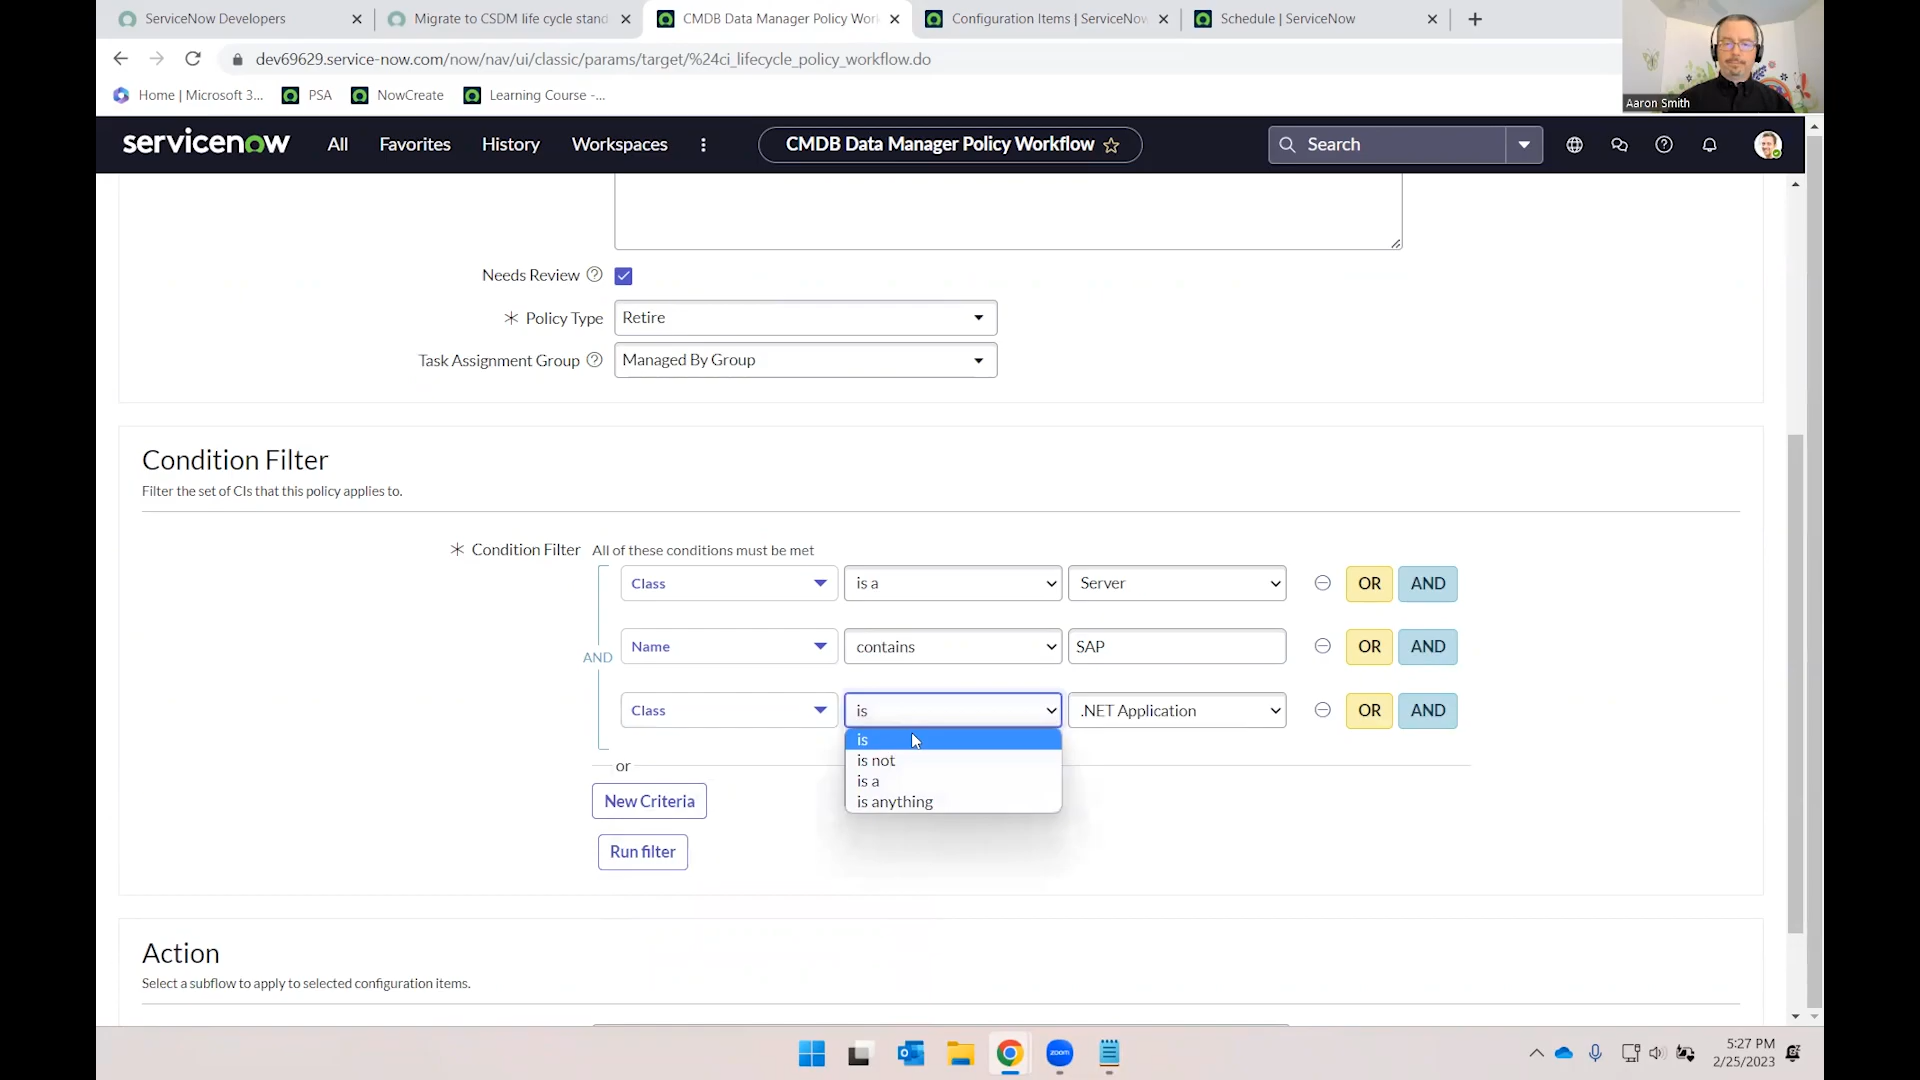 ServiceNow Developers
Migrate to CSDM life cycle stand
CMDB Data Manager Policy Wor
Configuration Items | ServiceNow
Schedule | ServiceNow
dev69629.service-now.com/now/nav/ui/classic/params/target/%24ci_lifecycle_policy_workflow.do
Home | Microsoft 3...
PSA
NowCreate
Learning Course -...
Aaron Smith
servicenow
All
Favorites
History
Workspaces
CMDB Data Manager Policy Workflow
Search
Needs Review
Policy Type
Retire
Task Assignment Group
Managed By Group
Condition Filter
Filter the set of CIs that this policy applies to.
Condition Filter
All of these conditions must be met
Class
is a
Server
OR
AND
AND
Name
contains
SAP
OR
AND
Class
is
.NET Application
OR
AND
is
is not
is a
is anything
or
New Criteria
Run filter
Action
Select a subflow to apply to selected configuration items.
zoom
5:27 PM
2/25/2023